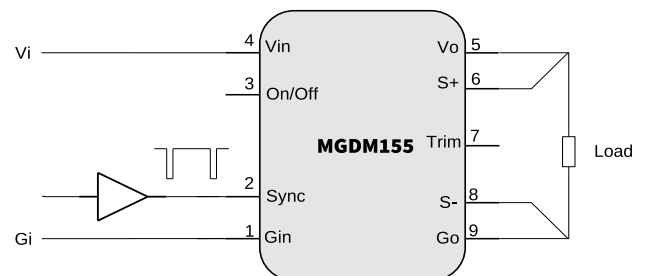 4 Vin Vo 5
Vi
S+ 6
3 On/Off
MGDM155 Trim 7
Load
2 Sync S- 8
Gi 1 Gin Go 9